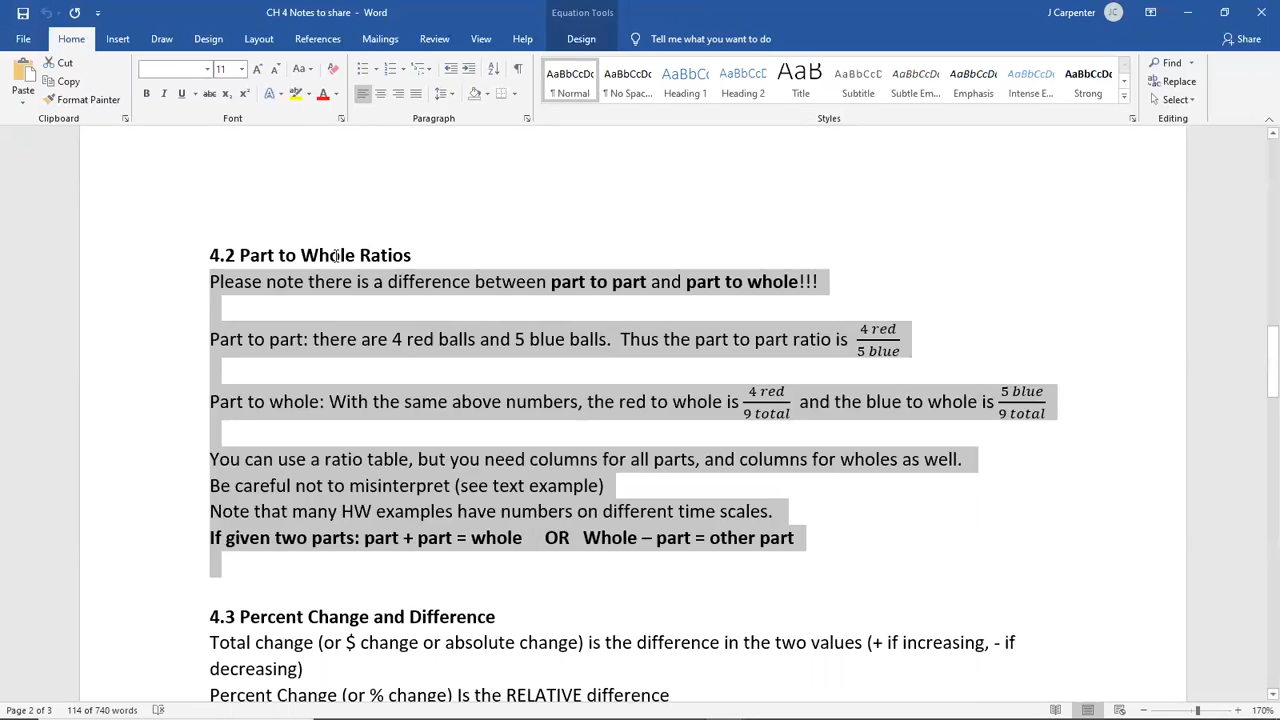 CH 4 Notes to share - Word
Equation Tools
J Carpenter
JC
File
Home
Insert
Draw
Design
Layout
References
Mailings
Review
View
Help
Design
Tell me what you want to do
Share
Paste
Cut
Copy
Format Painter
Clipboard
11
Font
Paragraph
AaBbCcDc
¶ Normal
AaBbCcDc
¶ No Spac...
AaBbCc
Heading 1
AaBbCcD
Heading 2
AaB
Title
AaBbCcD
Subtitle
AaBbCcDc
Subtle Em...
AaBbCcDc
Emphasis
AaBbCcDc
Intense E...
AaBbCcDc
Strong
Styles
Find
Replace
Select
Editing
4.2 Part to Whole Ratios
Please note there is a difference between part to part and part to whole!!!
Part to part: there are 4 red balls and 5 blue balls.  Thus the part to part ratio is 4 red / 5 blue
Part to whole: With the same above numbers, the red to whole is 4 red / 9 total and the blue to whole is 5 blue / 9 total
You can use a ratio table, but you need columns for all parts, and columns for wholes as well.
Be careful not to misinterpret (see text example)
Note that many HW examples have numbers on different time scales.
If given two parts: part + part = whole    OR   Whole – part = other part
4.3 Percent Change and Difference
Total change (or $ change or absolute change) is the difference in the two values (+ if increasing, - if
decreasing)
Percent Change (or % change) Is the RELATIVE difference
Page 2 of 3
114 of 740 words
170%